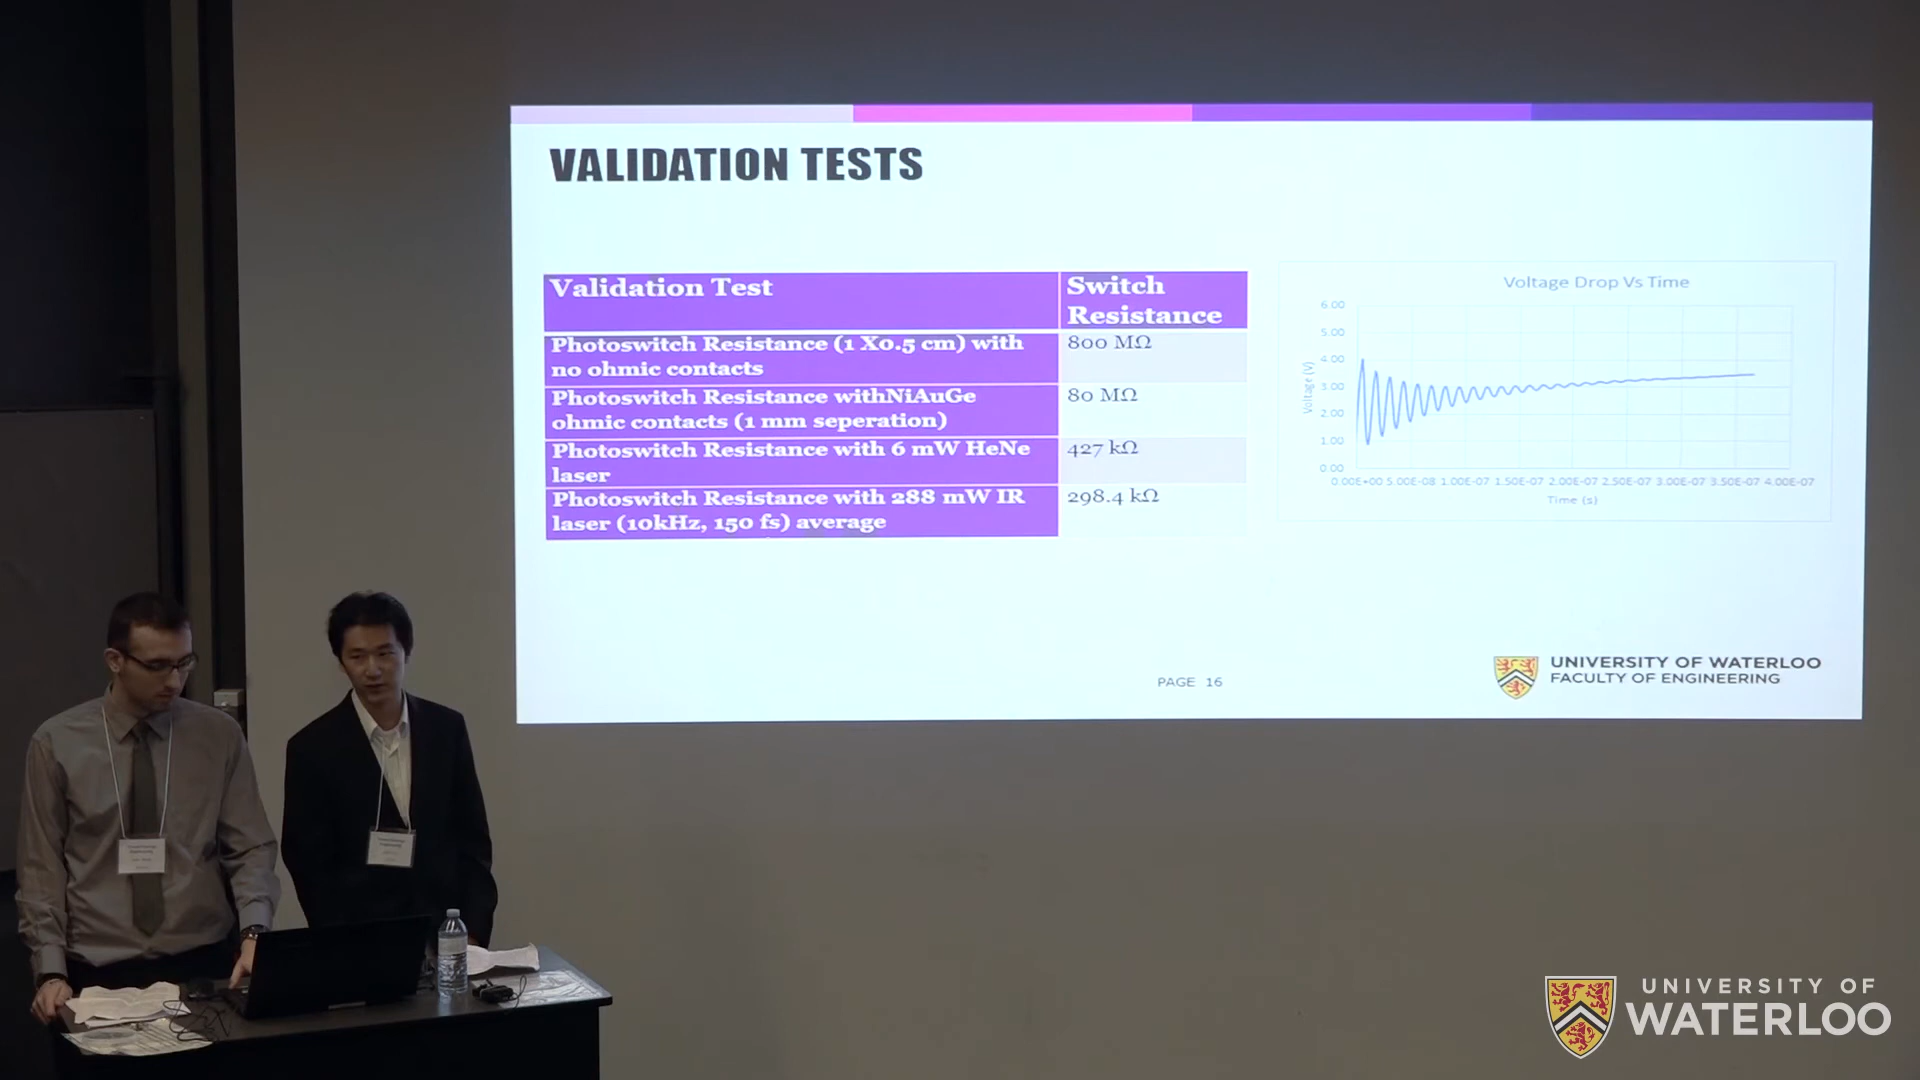 VALIDATION TESTS
Validation Test
Switch
Resistance
Photoswitch Resistance (1 X0.5 cm) with
no ohmic contacts
800 MΩ
Photoswitch Resistance withNiAuGe
ohmic contacts (1 mm seperation)
80 MΩ
Photoswitch Resistance with 6 mW HeNe
laser
427 kΩ
Photoswitch Resistance with 288 mW IR
laser (10kHz, 150 fs) average
298.4 kΩ
Voltage Drop Vs Time
Voltage (V)
6.00
5.00
4.00
3.00
2.00
1.00
0.00
0.00E+00 5.00E-08 1.00E-07 1.50E-07 2.00E-07 2.50E-07 3.00E-07 3.50E-07 4.00E-07
Time (s)
PAGE 16
UNIVERSITY OF WATERLOO
FACULTY OF ENGINEERING
UNIVERSITY OF
WATERLOO